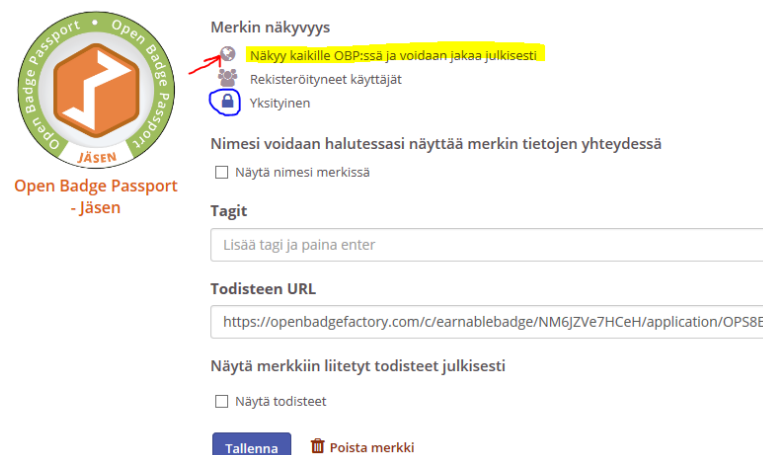 Open Badge Passport • Open Badge Passport
JÄSEN
Open Badge Passport
- Jäsen
Merkin näkyvyys
Näkyy kaikille OBP:ssä ja voidaan jakaa julkisesti
Rekisteröityneet käyttäjät
Yksityinen
Nimesi voidaan halutessasi näyttää merkin tietojen yhteydessä
Näytä nimesi merkissä
Tagit
Lisää tagi ja paina enter
Todisteen URL
https://openbadgefactory.com/c/earnablebadge/NM6JZVe7HCeH/application/OPS8E
Näytä merkkiin liitetyt todisteet julkisesti
Näytä todisteet
Tallenna
Poista merkki